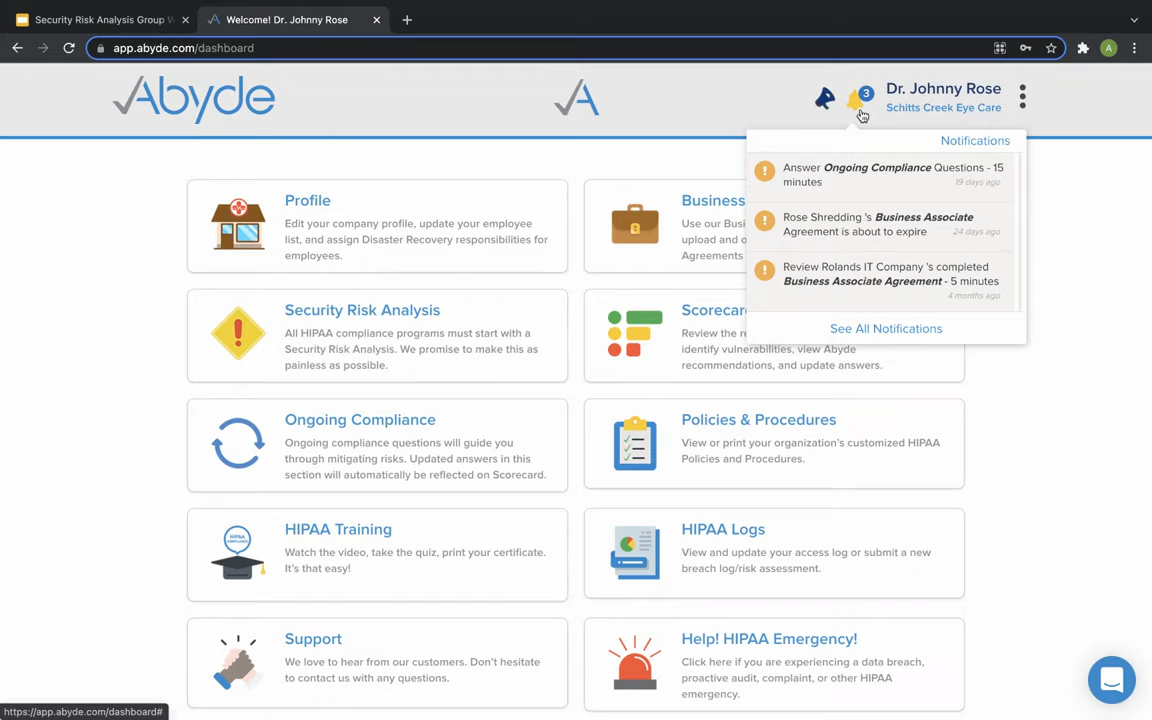 Security Risk Analysis Group W
Welcome! Dr. Johnny Rose
A
app.abyde.com/dashboard
Abyde
3
Dr. Johnny Rose
Schitts Creek Eye Care
Notifications
Answer Ongoing Compliance Questions - 15
minutes
19 days ago
Rose Shredding 's Business Associate
Agreement is about to expire
24 days ago
Review Rolands IT Company 's completed
Business Associate Agreement - 5 minutes
4 months ago
See All Notifications
Profile
Edit your company profile, update your employee
list, and assign Disaster Recovery responsibilities for
employees.
Business
Use our Busi
upload and o
Agreements
Security Risk Analysis
All HIPAA compliance programs must start with a
Security Risk Analysis. We promise to make this as
painless as possible.
Scorecar
Review the re
identify vulnerabilities, view Abyde
recommendations, and update answers.
Ongoing Compliance
Ongoing compliance questions will guide you
through mitigating risks. Updated answers in this
section will automatically be reflected on Scorecard.
Policies & Procedures
View or print your organization's customized HIPAA
Policies and Procedures.
HIPAA
COMPLIANCE
HIPAA Training
Watch the video, take the quiz, print your certificate.
It's that easy!
HIPAA Logs
View and update your access log or submit a new
breach log/risk assessment.
Support
We love to hear from our customers. Don't hesitate
to contact us with any questions.
Help! HIPAA Emergency!
Click here if you are experiencing a data breach,
proactive audit, complaint, or other HIPAA
emergency.
https://app.abyde.com/dashboard#